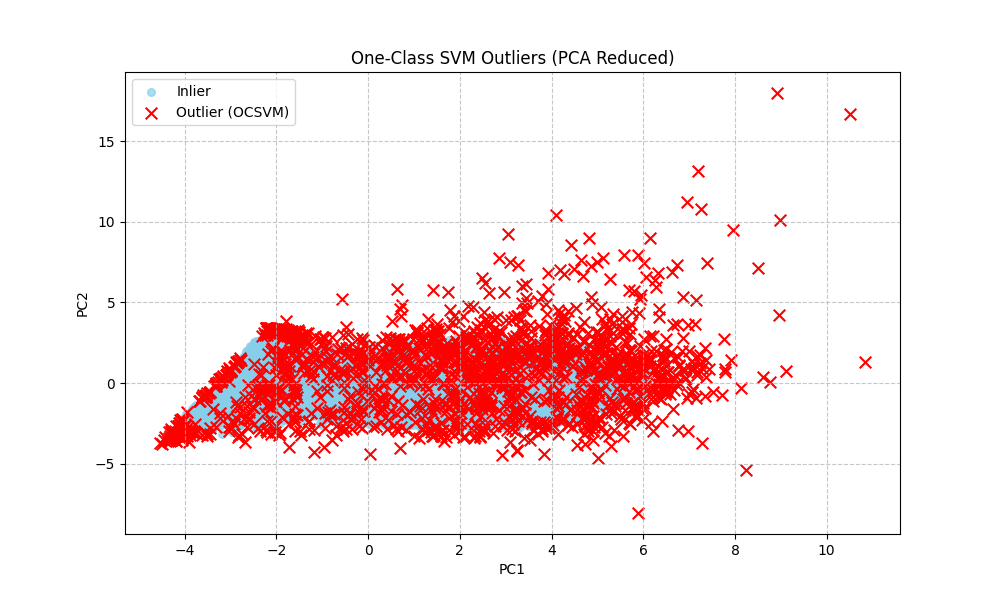 One-Class SVM Outliers (PCA Reduced)
Inlier
Outlier (OCSVM)
15
10
5
0
−5
PC2
−4 −2 0 2 4 6 8 10
PC1